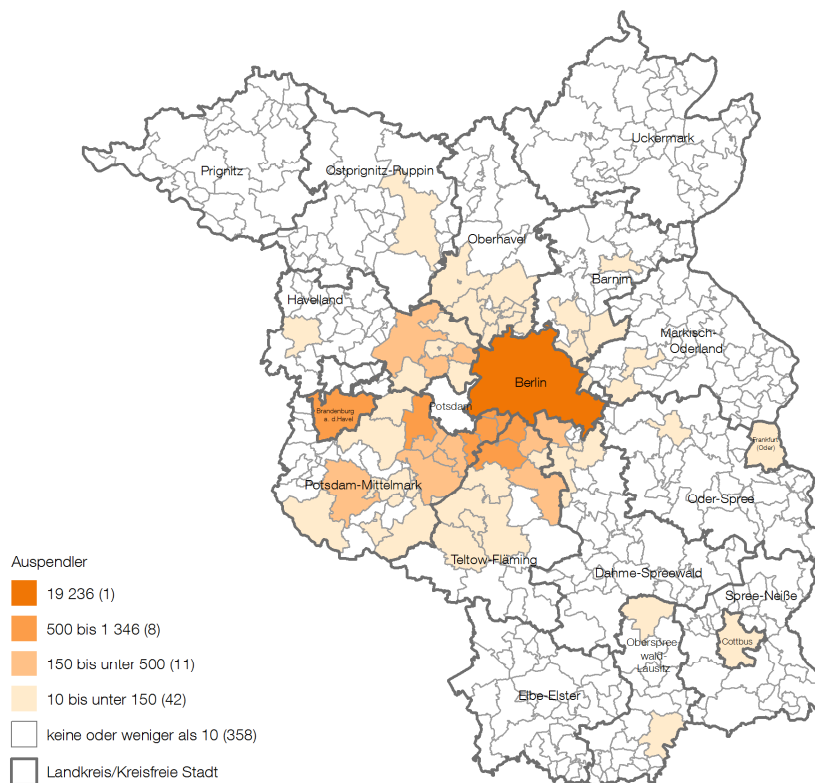 Uckermark
Prignitz
Ostprignitz-Ruppin
Oberhavel
Barnim
Havelland
Märkisch-
Oderland
Berlin
Potsdam
Brandenburg
a. d.Havel
Frankfurt
(Oder)
Potsdam-Mittelmark
Oder-Spree
Teltow-Fläming
Dahme-Spreewald
Spree-Neiße
Oberspree
wald-
Lausitz
Cottbus
Elbe-Elster
Auspendler
19 236 (1)
500 bis 1 346 (8)
150 bis unter 500 (11)
10 bis unter 150 (42)
keine oder weniger als 10 (358)
Landkreis/Kreisfreie Stadt